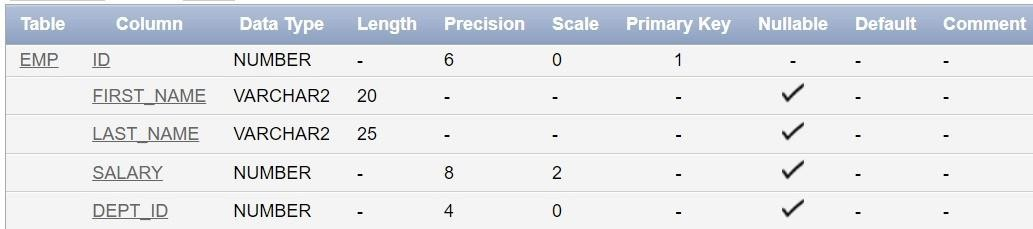 Table Column Data Type Length Precision Scale Primary Key Nullable Default Comment
EMP ID NUMBER - 6 0 1 - - -
FIRST_NAME VARCHAR2 20 - - - ✓ - -
LAST_NAME VARCHAR2 25 - - - ✓ - -
SALARY NUMBER - 8 2 - ✓ - -
DEPT_ID NUMBER - 4 0 - ✓ - -